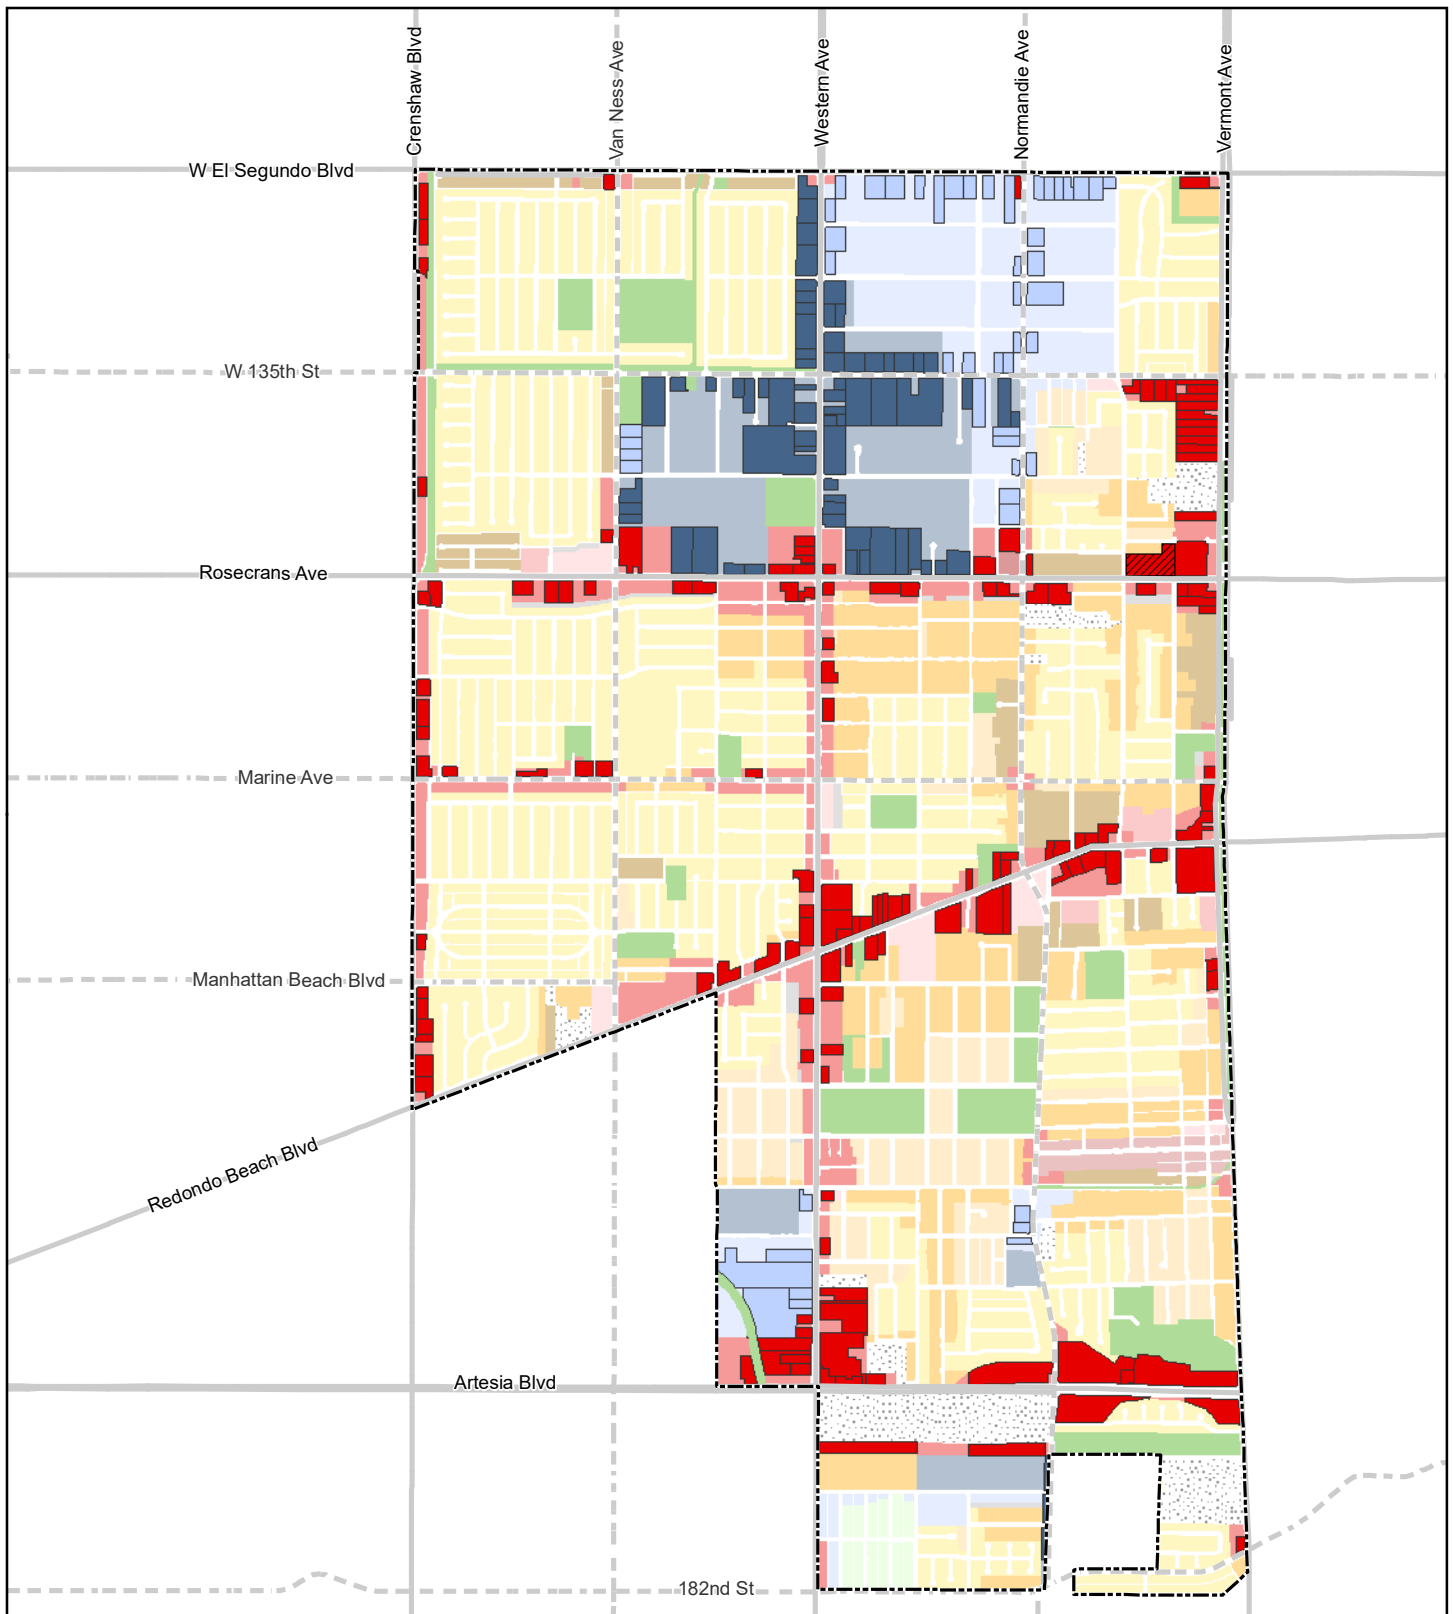 Crenshaw Blvd
Van Ness Ave
Western Ave
Normandie Ave
Vermont Ave
W El Segundo Blvd
W 135th St
Rosecrans Ave
Marine Ave
Manhattan Beach Blvd
Redondo Beach Blvd
Artesia Blvd
182nd St